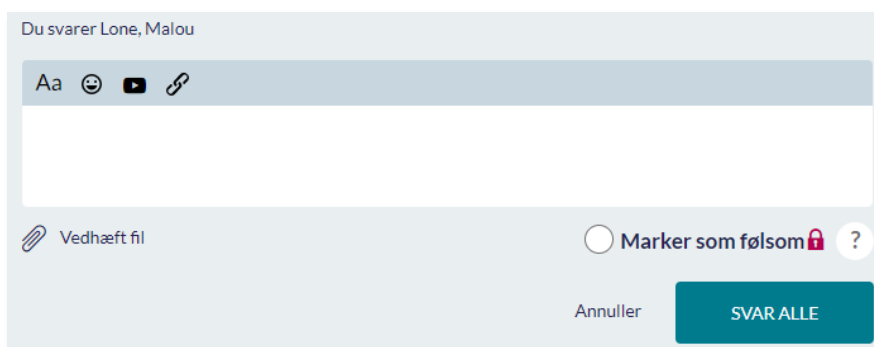 Du svarer Lone, Malou
Aa
Vedhæft fil
Marker som følsom ?
Annuller
SVAR ALLE